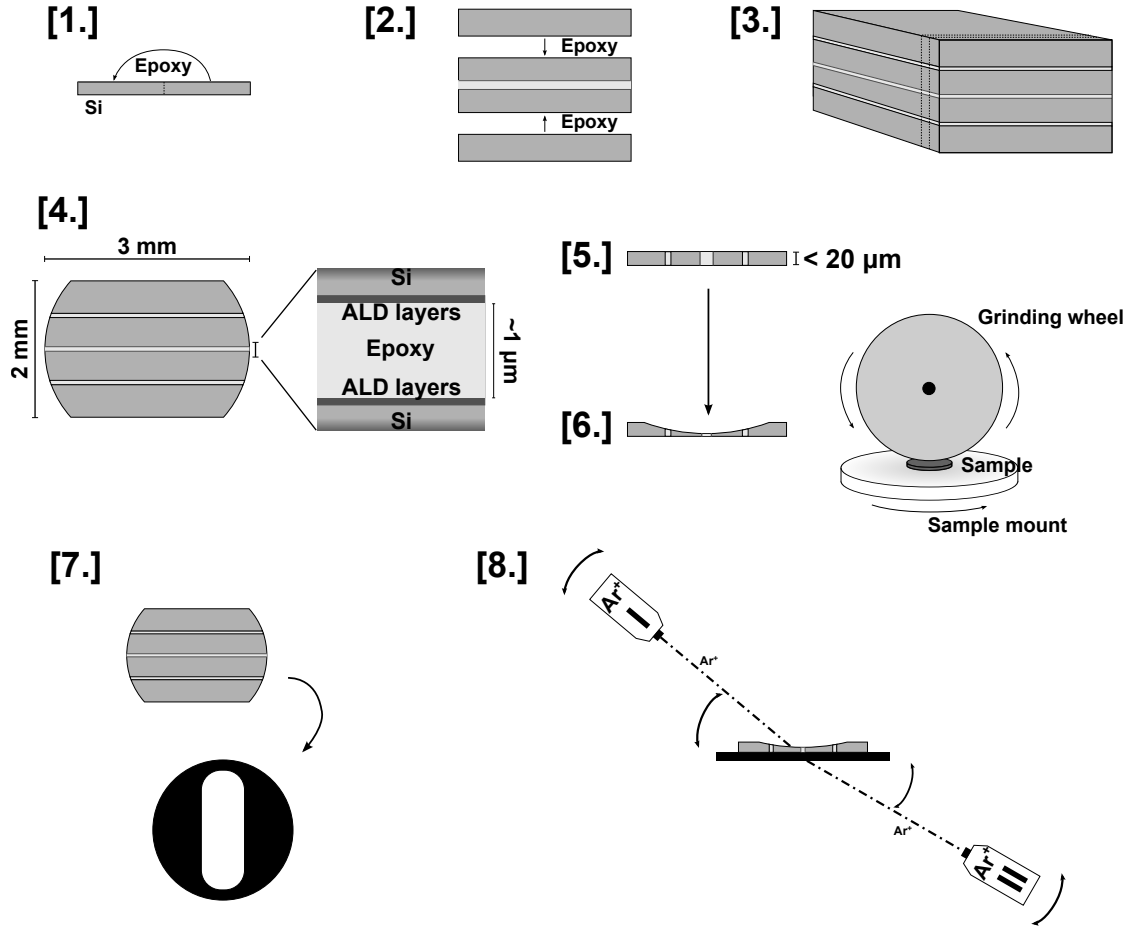 [1.]
Epoxy
Si
[2.]
Epoxy
Epoxy
[3.]
[4.]
3 mm
2 mm
Si
ALD layers
Epoxy
ALD layers
Si
~1 µm
[5.]
< 20 µm
[6.]
Grinding wheel
Sample
Sample mount
[7.]
[8.]
Ar⁺
I
Ar⁺
Ar⁺
Ar⁺
II